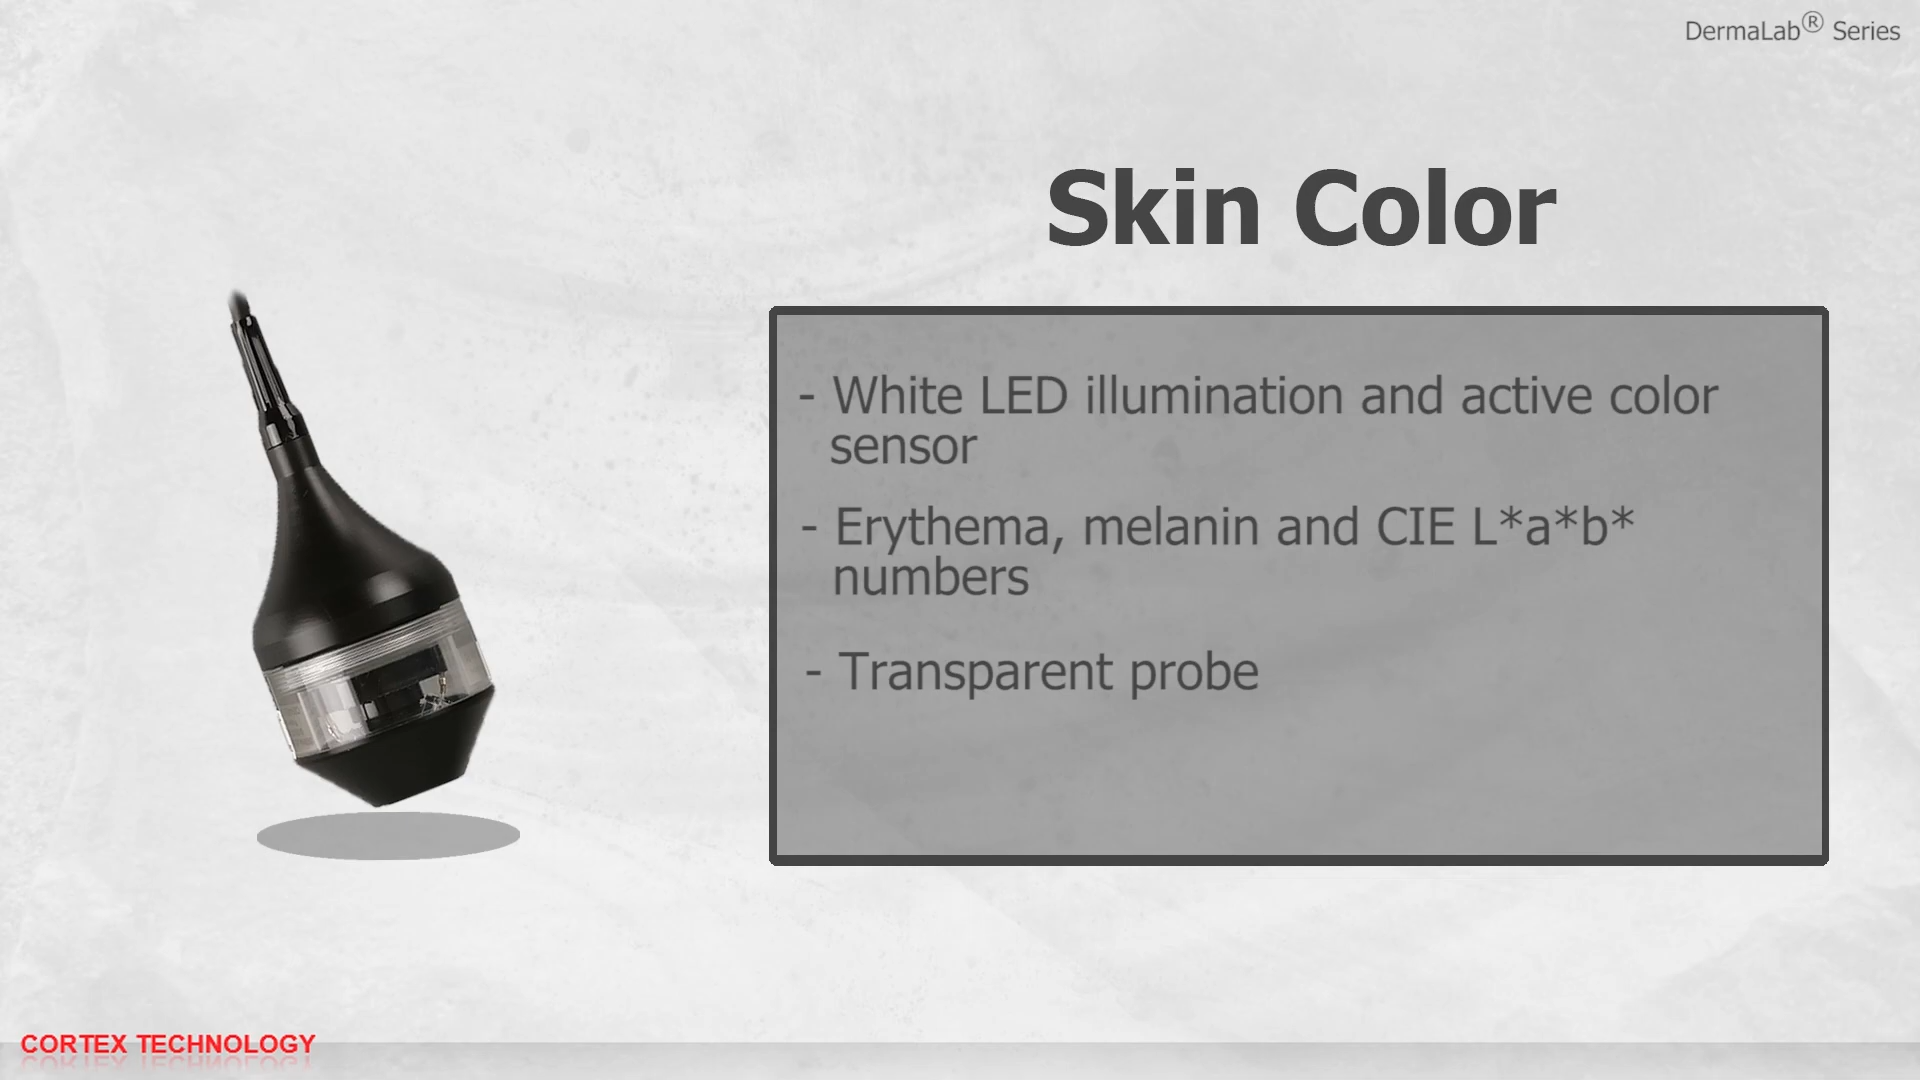 DermaLab® Series
Skin Color
- White LED illumination and active color
sensor
- Erythema, melanin and CIE L*a*b*
numbers
- Transparent probe
CORTEX TECHNOLOGY